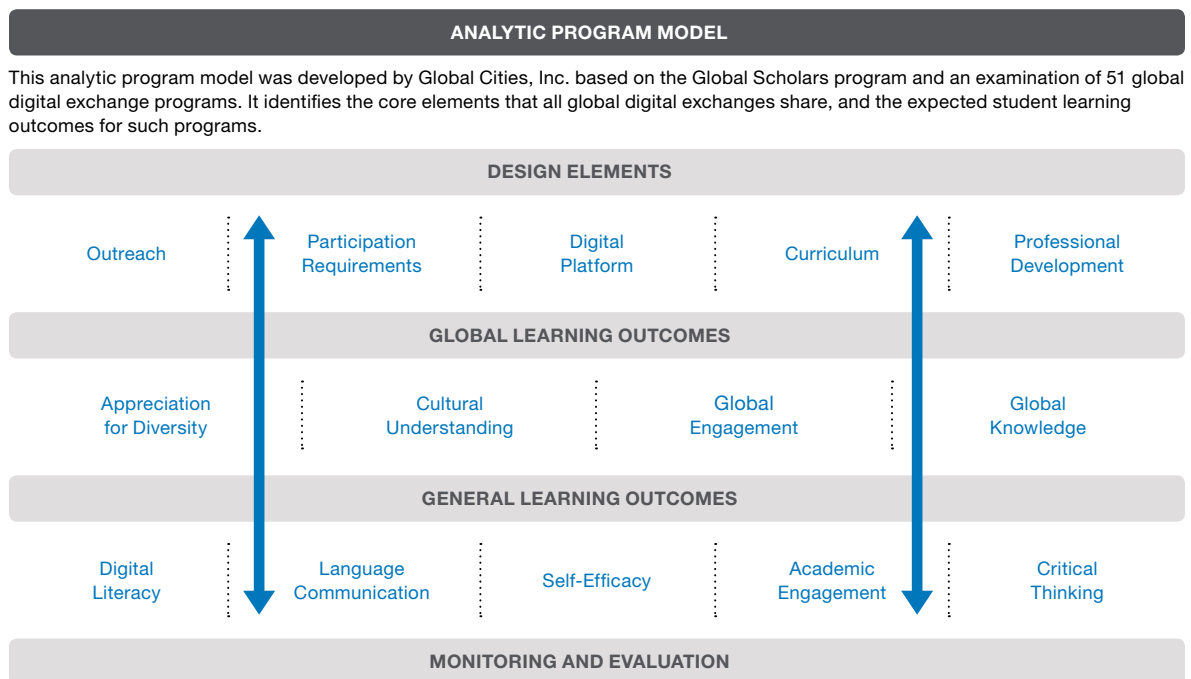 ANALYTIC PROGRAM MODEL
This analytic program model was developed by Global Cities, Inc. based on the Global Scholars program and an examination of 51 global
digital exchange programs. It identifies the core elements that all global digital exchanges share, and the expected student learning
outcomes for such programs.
DESIGN ELEMENTS
Outreach
Participation
Requirements
Digital
Platform
Curriculum
Professional
Development
GLOBAL LEARNING OUTCOMES
Appreciation
for Diversity
Cultural
Understanding
Global
Engagement
Global
Knowledge
GENERAL LEARNING OUTCOMES
Digital
Literacy
Language
Communication
Self-Efficacy
Academic
Engagement
Critical
Thinking
MONITORING AND EVALUATION